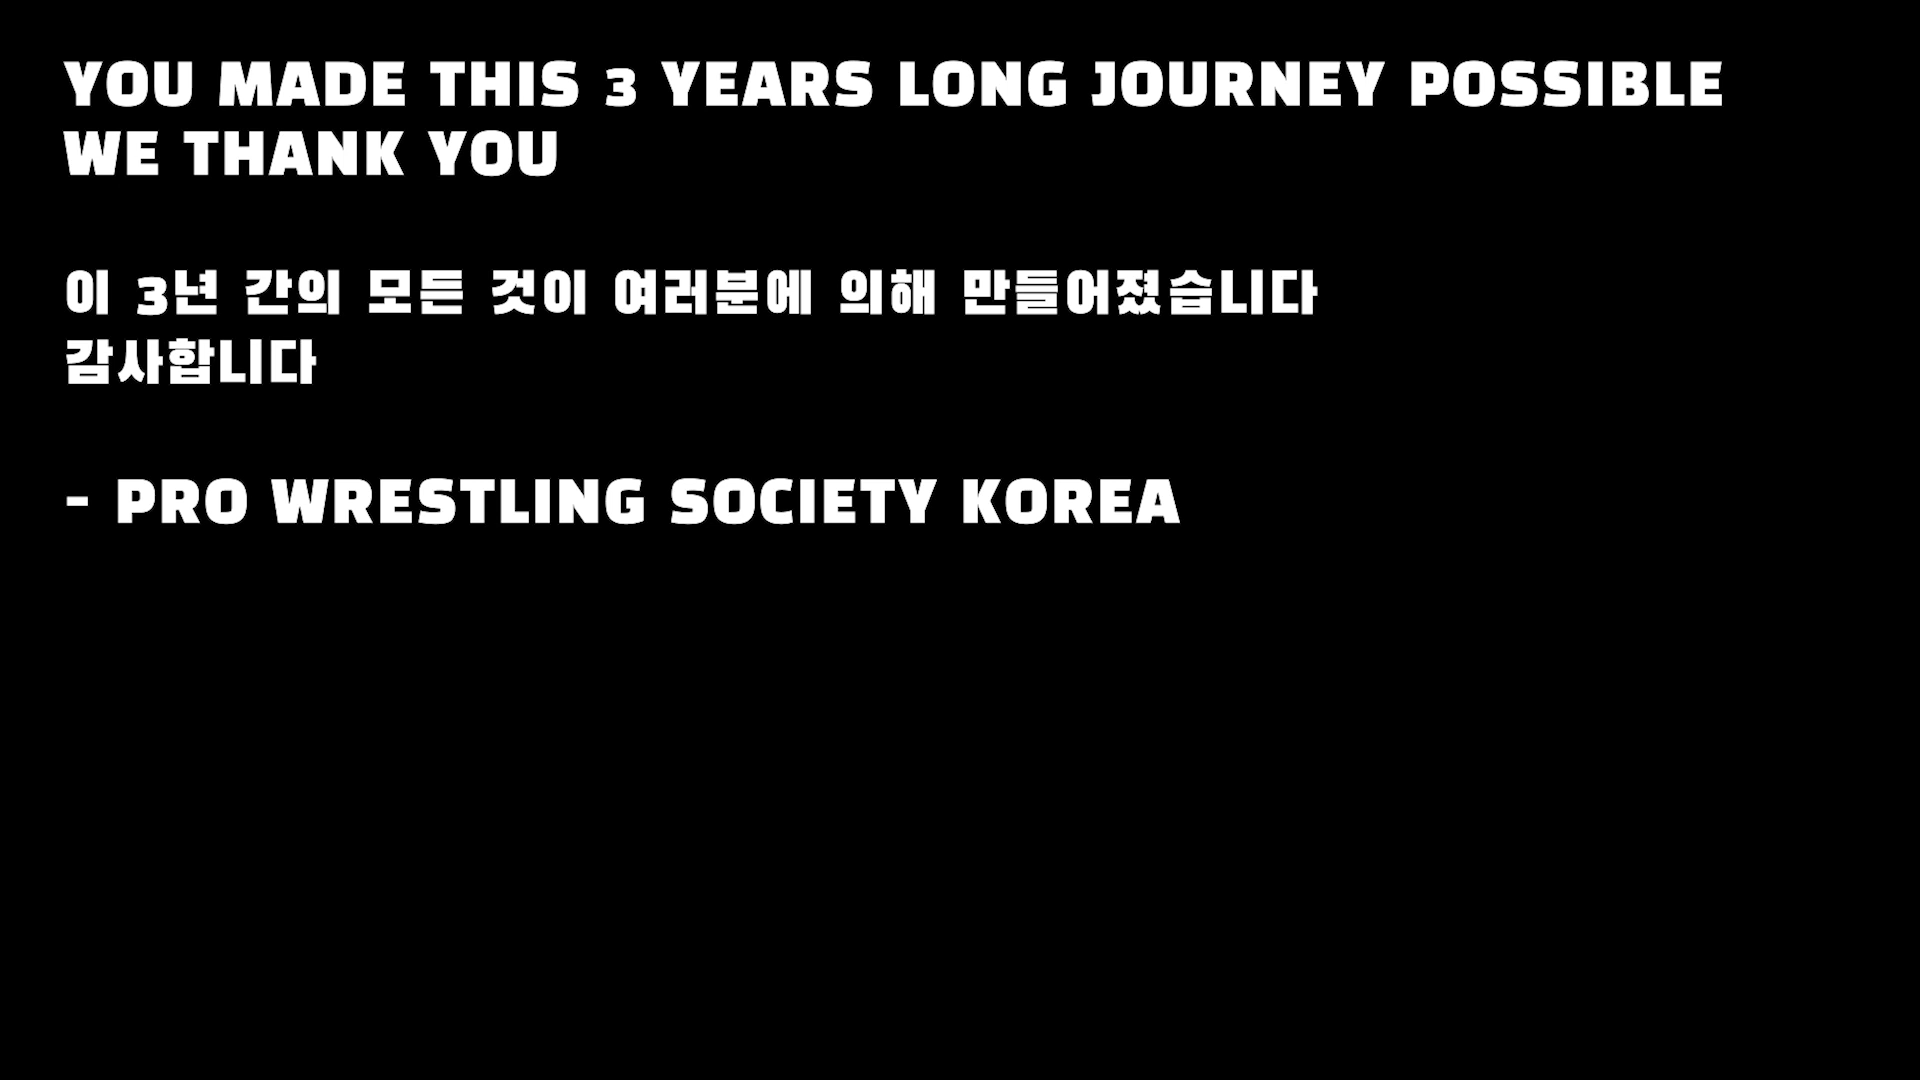 YOU MADE THIS 3 YEARS LONG JOURNEY POSSIBLE
WE THANK YOU
이 3년 간의 모든 것이 여러분에 의해 만들어졌습니다
감사합니다
- PRO WRESTLING SOCIETY KOREA